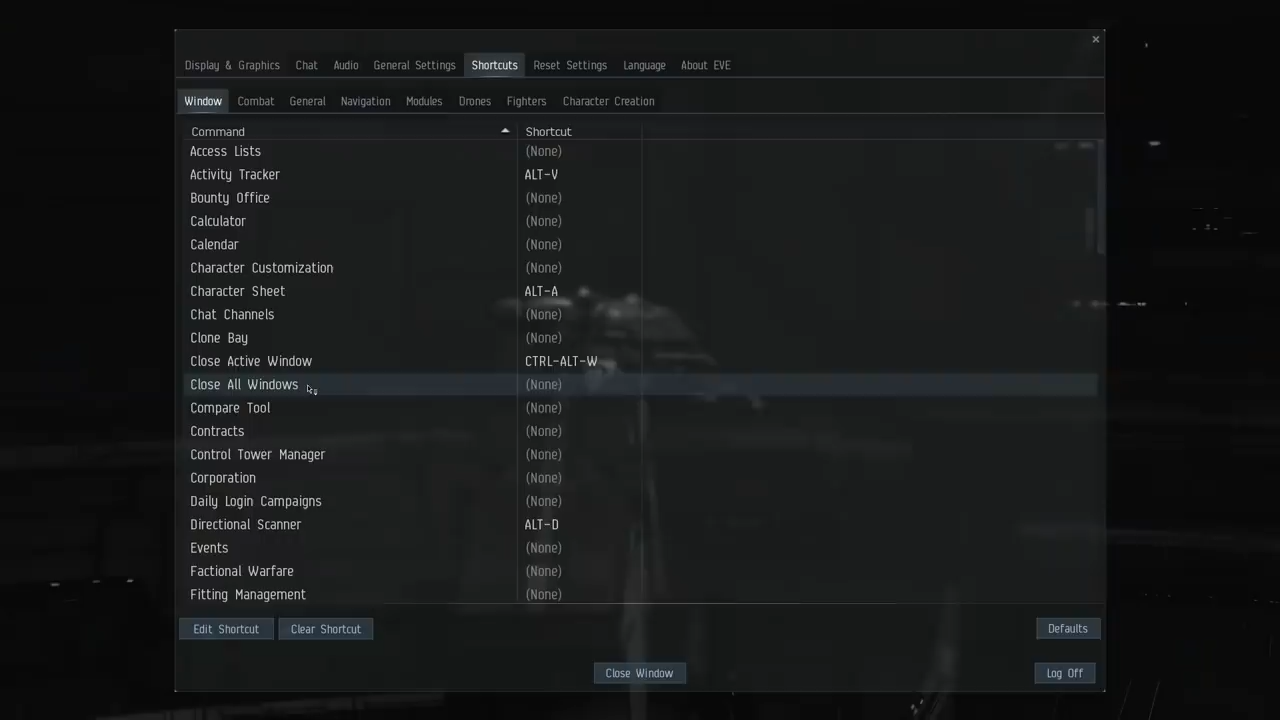 Display & Graphics Chat Audio General Settings Shortcuts Reset Settings Language About EVE
Window Combat General Navigation Modules Drones Fighters Character Creation
Command Shortcut
Access Lists (None)
Activity Tracker ALT-V
Bounty Office (None)
Calculator (None)
Calendar (None)
Character Customization (None)
Character Sheet ALT-A
Chat Channels (None)
Clone Bay (None)
Close Active Window CTRL-ALT-W
Close All Windows (None)
Compare Tool (None)
Contracts (None)
Control Tower Manager (None)
Corporation (None)
Daily Login Campaigns (None)
Directional Scanner ALT-D
Events (None)
Factional Warfare (None)
Fitting Management (None)
Edit Shortcut Clear Shortcut Defaults
Close Window Log Off